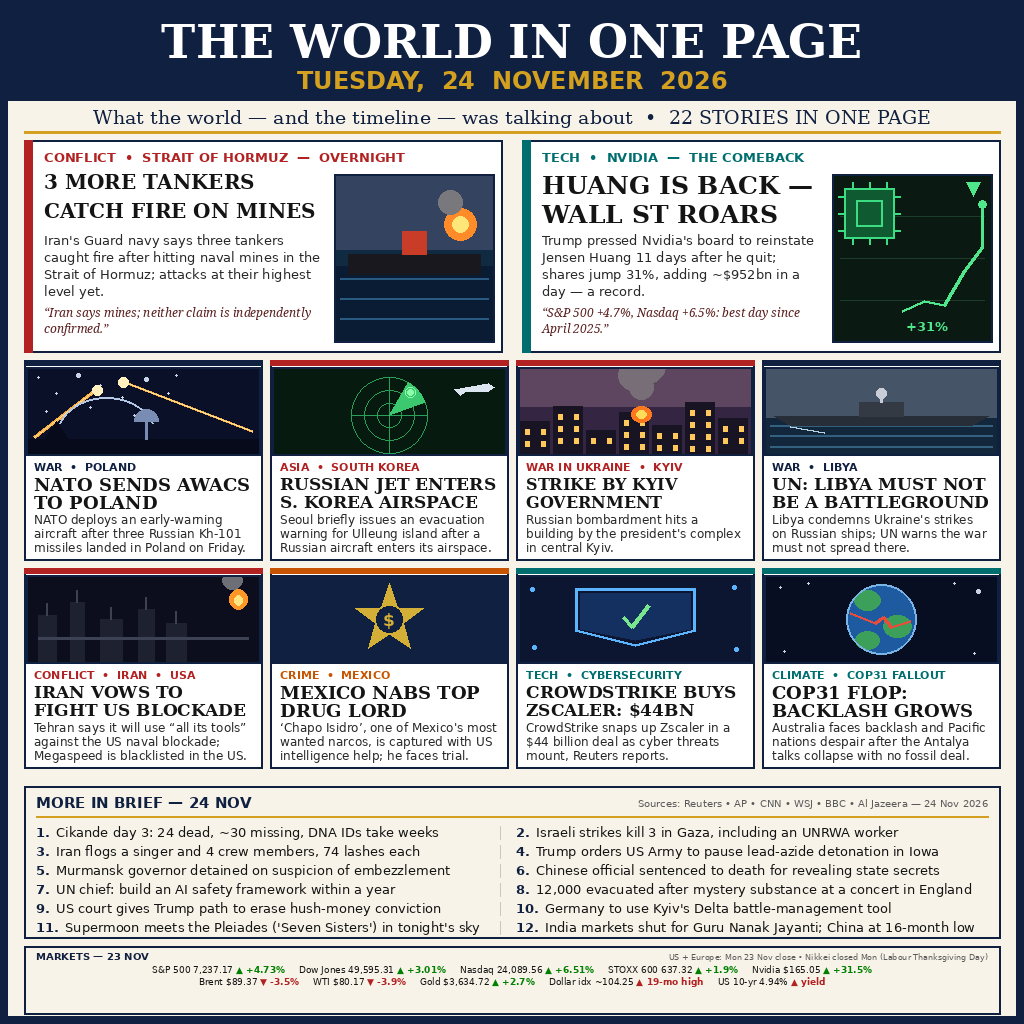 THE WORLD IN ONE PAGE
TUESDAY, 24 NOVEMBER 2026
What the world — and the timeline — was talking about • 22 STORIES IN ONE PAGE
CONFLICT • STRAIT OF HORMUZ — OVERNIGHT
3 MORE TANKERS
CATCH FIRE ON MINES
Iran's Guard navy says three tankers
caught fire after hitting naval mines in the
Strait of Hormuz; attacks at their highest
level yet.
“Iran says mines; neither claim is independently
confirmed.”
TECH • NVIDIA — THE COMEBACK
HUANG IS BACK —
WALL ST ROARS
Trump pressed Nvidia's board to reinstate
Jensen Huang 11 days after he quit;
shares jump 31%, adding ~$952bn in a
day — a record.
“S&P 500 +4.7%, Nasdaq +6.5%: best day since
April 2025.”
+31%
WAR • POLAND
NATO SENDS AWACS
TO POLAND
NATO deploys an early-warning
aircraft after three Russian Kh-101
missiles landed in Poland on Friday.
ASIA • SOUTH KOREA
RUSSIAN JET ENTERS
S. KOREA AIRSPACE
Seoul briefly issues an evacuation
warning for Ulleung island after a
Russian aircraft enters its airspace.
WAR IN UKRAINE • KYIV
STRIKE BY KYIV
GOVERNMENT
Russian bombardment hits a
building by the president's complex
in central Kyiv.
WAR • LIBYA
UN: LIBYA MUST NOT
BE A BATTLEGROUND
Libya condemns Ukraine's strikes
on Russian ships; UN warns the war
must not spread there.
CONFLICT • IRAN • USA
IRAN VOWS TO
FIGHT US BLOCKADE
Tehran says it will use “all its tools”
against the US naval blockade;
Megaspeed is blacklisted in the US.
$
CRIME • MEXICO
MEXICO NABS TOP
DRUG LORD
‘Chapo Isidro’, one of Mexico's most
wanted narcos, is captured with US
intelligence help; he faces trial.
TECH • CYBERSECURITY
CROWDSTRIKE BUYS
ZSCALER: $44BN
CrowdStrike snaps up Zscaler in a
$44 billion deal as cyber threats
mount, Reuters reports.
CLIMATE • COP31 FALLOUT
COP31 FLOP:
BACKLASH GROWS
Australia faces backlash and Pacific
nations despair after the Antalya
talks collapse with no fossil deal.
MORE IN BRIEF — 24 NOV
Sources: Reuters • AP • CNN • WSJ • BBC • Al Jazeera — 24 Nov 2026
1. Cikande day 3: 24 dead, ~30 missing, DNA IDs take weeks
2. Israeli strikes kill 3 in Gaza, including an UNRWA worker
3. Iran flogs a singer and 4 crew members, 74 lashes each
4. Trump orders US Army to pause lead-azide detonation in Iowa
5. Murmansk governor detained on suspicion of embezzlement
6. Chinese official sentenced to death for revealing state secrets
7. UN chief: build an AI safety framework within a year
8. 12,000 evacuated after mystery substance at a concert in England
9. US court gives Trump path to erase hush-money conviction
10. Germany to use Kyiv's Delta battle-management tool
11. Supermoon meets the Pleiades ('Seven Sisters') in tonight's sky
12. India markets shut for Guru Nanak Jayanti; China at 16-month low
MARKETS — 23 NOV
US + Europe: Mon 23 Nov close • Nikkei closed Mon (Labour Thanksgiving Day)
S&P 500 7,237.17 ▲ +4.73% Dow Jones 49,595.31 ▲ +3.01% Nasdaq 24,089.56 ▲ +6.51% STOXX 600 637.32 ▲ +1.9% Nvidia $165.05 ▲ +31.5%
Brent $89.37 ▼ -3.5% WTI $80.17 ▼ -3.9% Gold $3,634.72 ▲ +2.7% Dollar idx ~104.25 ▲ 19-mo high US 10-yr 4.94% ▲ yield